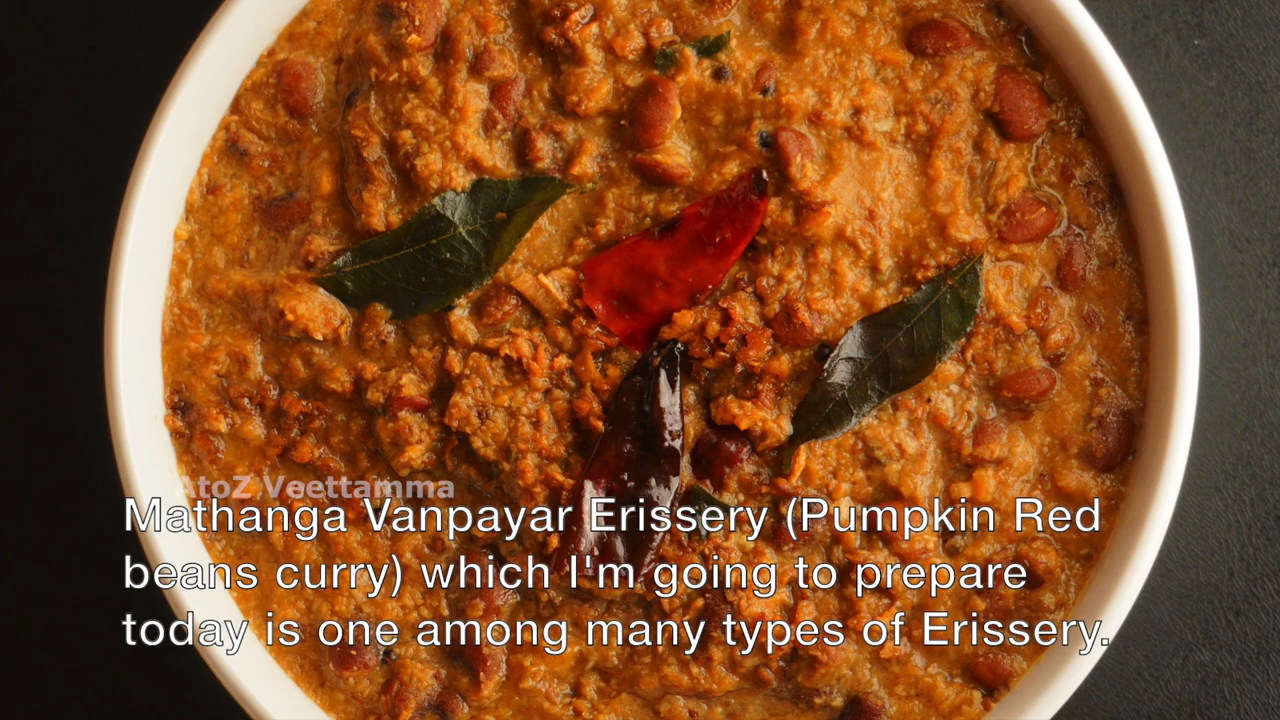 AtoZ Veettamma
Mathanga Vanpayar Erissery (Pumpkin Red
beans curry) which I'm going to prepare
today is one among many types of Erissery.